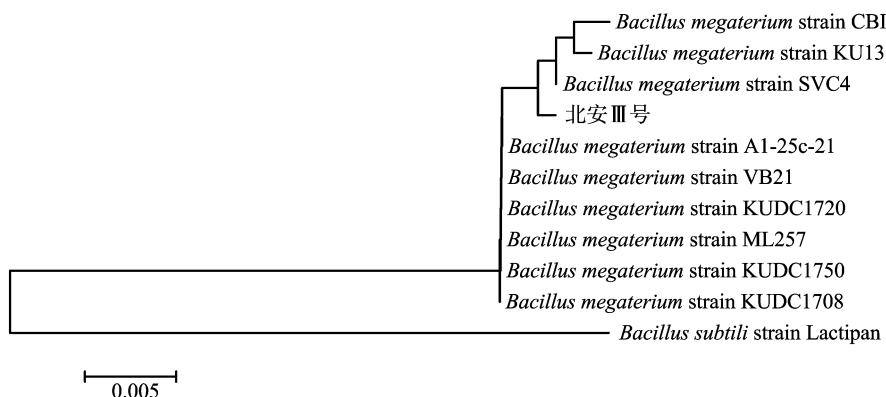 Bacillus megaterium strain CBI
Bacillus megaterium strain KU13
Bacillus megaterium strain SVC4
北安Ⅲ号
Bacillus megaterium strain A1-25c-21
Bacillus megaterium strain VB21
Bacillus megaterium strain KUDC1720
Bacillus megaterium strain ML257
Bacillus megaterium strain KUDC1750
Bacillus megaterium strain KUDC1708
Bacillus subtili strain Lactipan
0.005